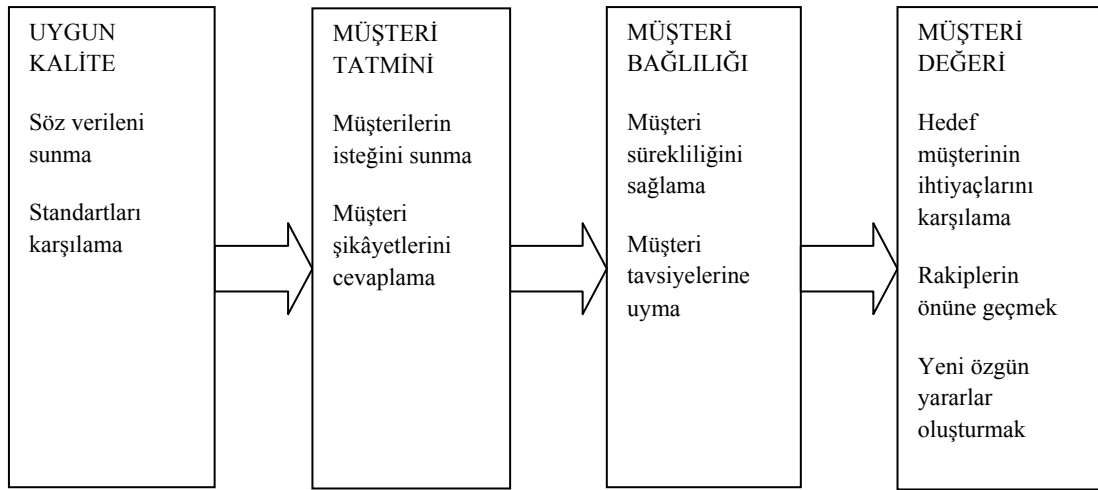 UYGUN
KALİTE
Söz verileni
sunma
Standartları
karşılama
MÜŞTERİ
TATMİNİ
Müşterilerin
isteğini sunma
Müşteri
şikâyetlerini
cevaplama
MÜŞTERİ
BAĞLILIĞI
Müşteri
sürekliliğini
sağlama
Müşteri
tavsiyelerine
uyma
MÜŞTERİ
DEĞERİ
Hedef
müşterinin
ihtiyaçlarını
karşılama
Rakiplerin
önüne geçmek
Yeni özgün
yararlar
oluşturmak